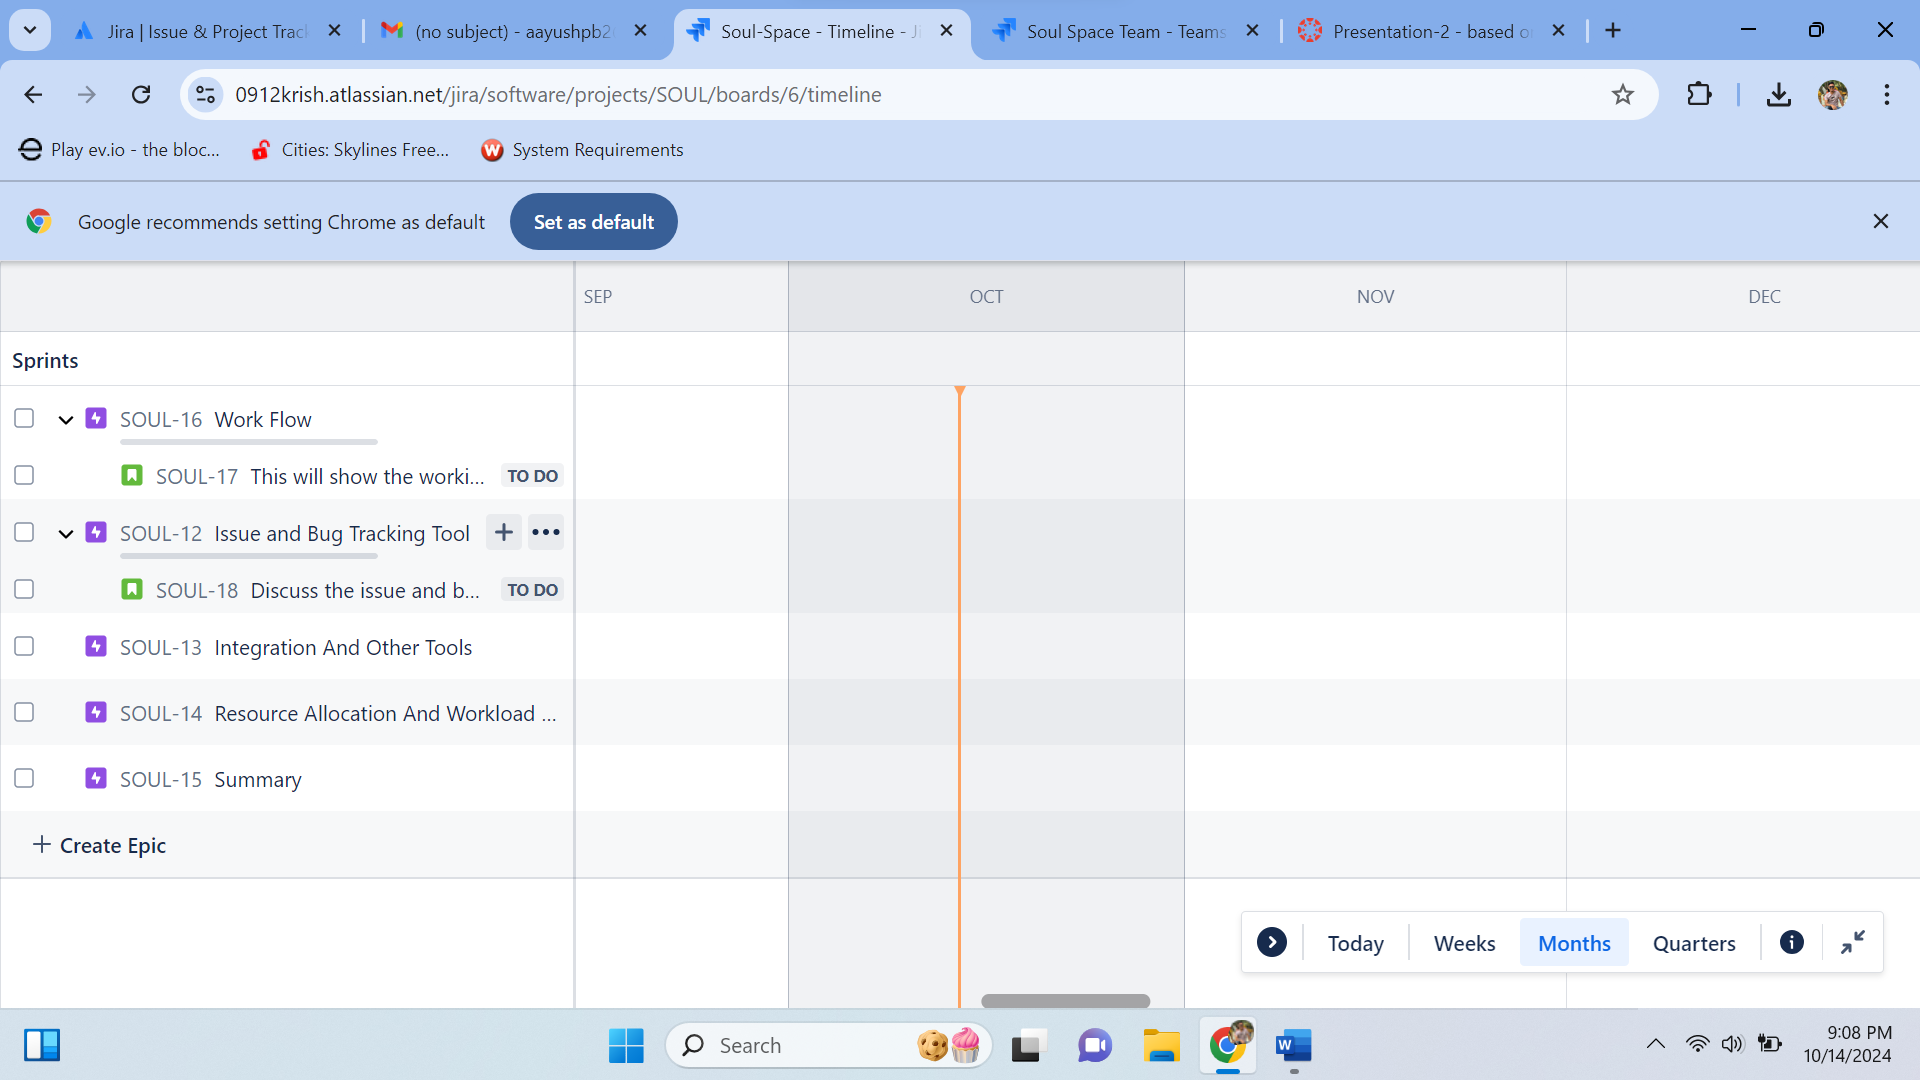 Jira | Issue & Project Trac
(no subject) - aayushpb2
Soul-Space - Timeline - Ji
Soul Space Team - Teams
Presentation-2 - based o
0912krish.atlassian.net/jira/software/projects/SOUL/boards/6/timeline
Play ev.io - the bloc...
Cities: Skylines Free...
System Requirements
Google recommends setting Chrome as default
Set as default
SEP
OCT
NOV
DEC
Sprints
SOUL-16 Work Flow
SOUL-17 This will show the worki... TO DO
SOUL-12 Issue and Bug Tracking Tool
SOUL-18 Discuss the issue and b... TO DO
SOUL-13 Integration And Other Tools
SOUL-14 Resource Allocation And Workload ...
SOUL-15 Summary
+ Create Epic
Today
Weeks
Months
Quarters
Search
9:08 PM
10/14/2024